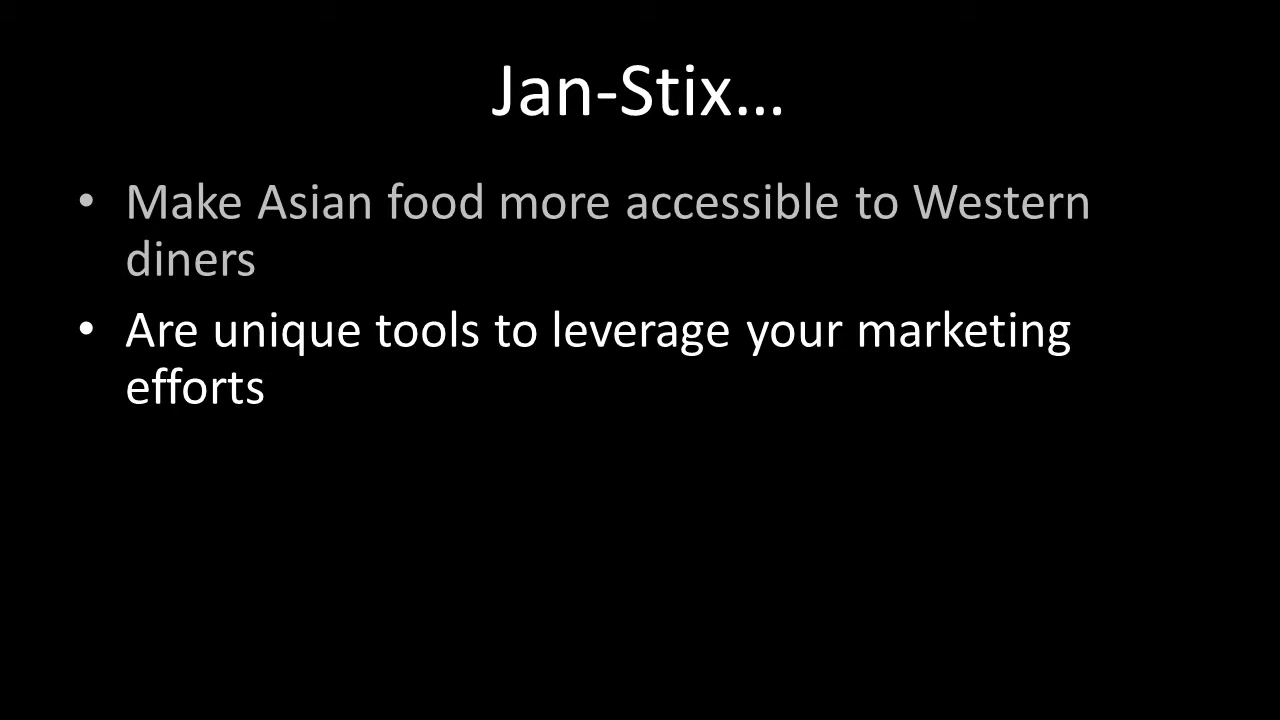 Jan-Stix...
• Make Asian food more accessible to Western
diners
• Are unique tools to leverage your marketing
efforts